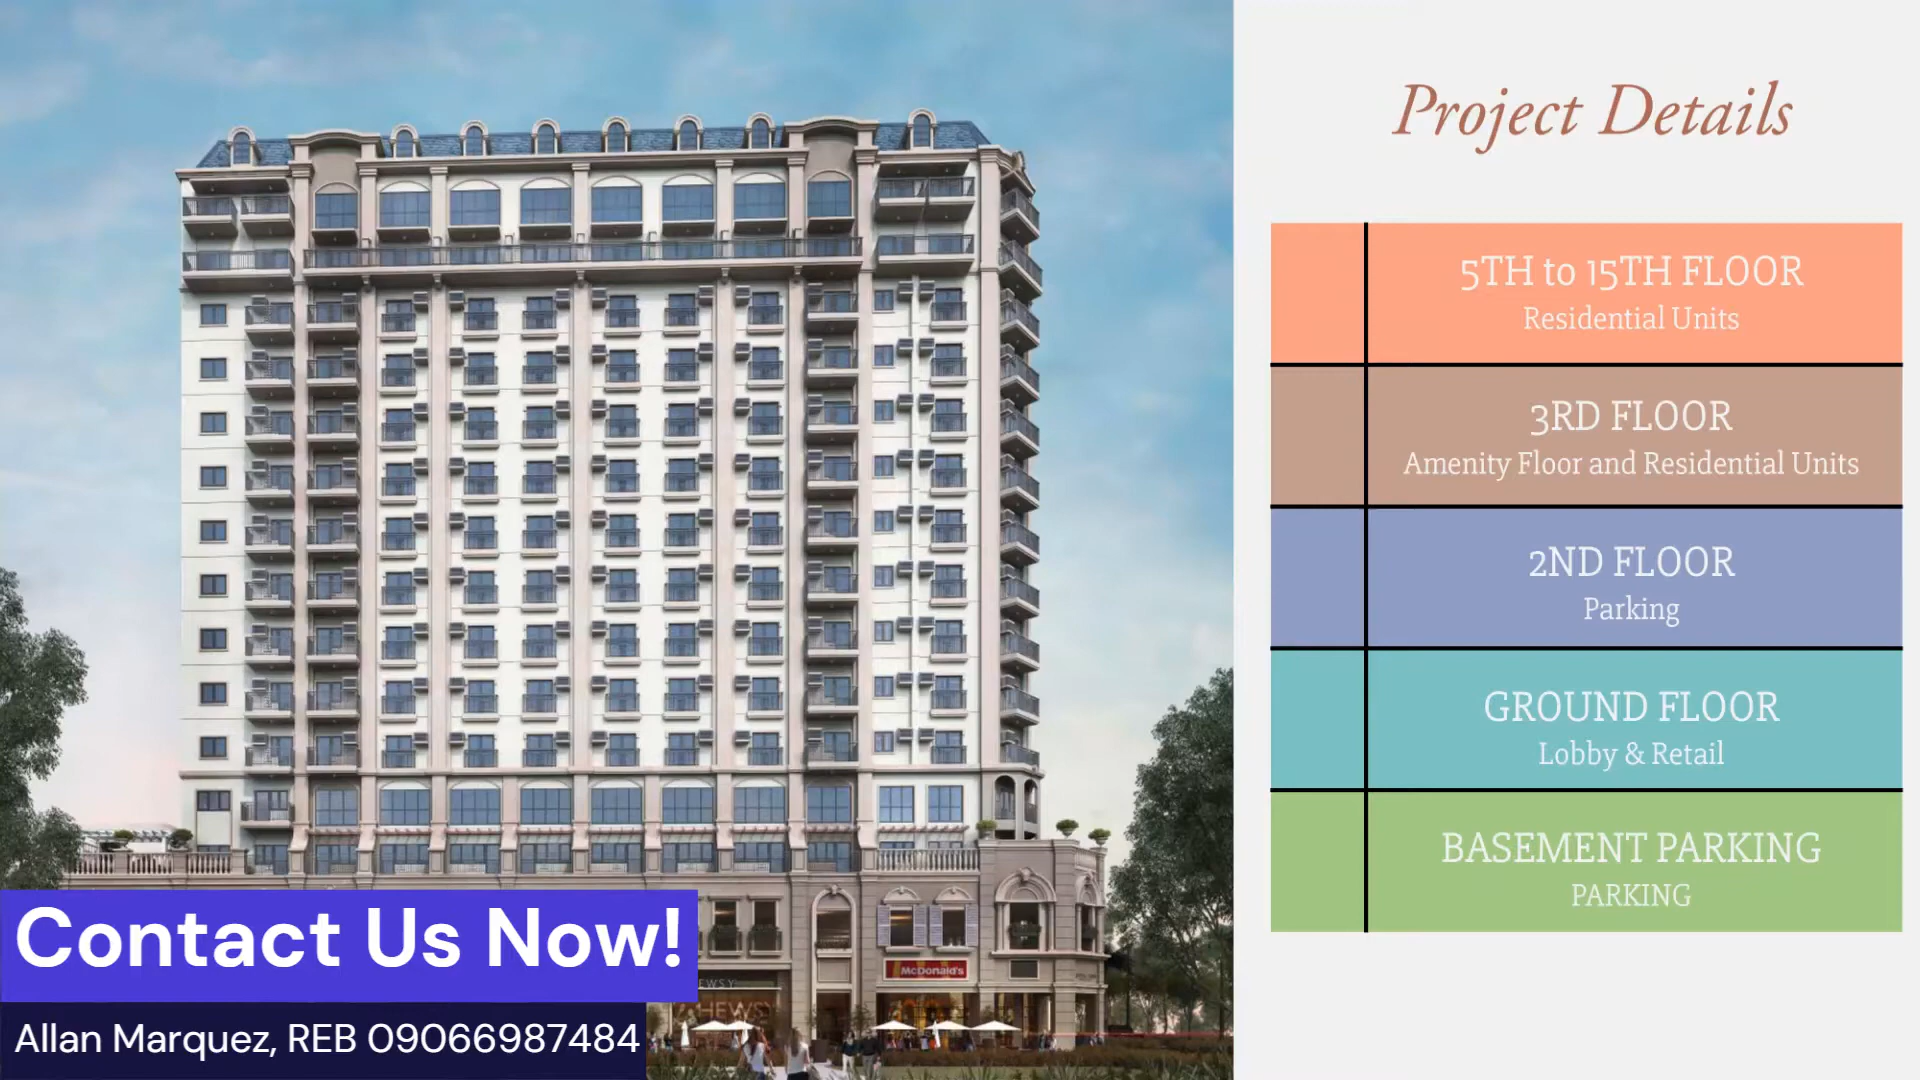 Project Details
5TH to 15TH FLOOR
Residential Units
3RD FLOOR
Amenity Floor and Residential Units
2ND FLOOR
Parking
GROUND FLOOR
Lobby & Retail
BASEMENT PARKING
PARKING
McDonald's
Contact Us Now!
Allan Marquez, REB 09066987484